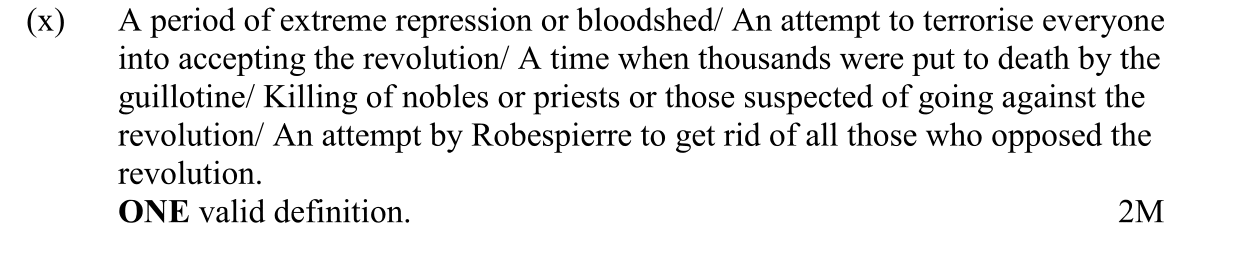 (x) A period of extreme repression or bloodshed/ An attempt to terrorise everyone
into accepting the revolution/ A time when thousands were put to death by the
guillotine/ Killing of nobles or priests or those suspected of going against the
revolution/ An attempt by Robespierre to get rid of all those who opposed the
revolution.
ONE valid definition. 2M